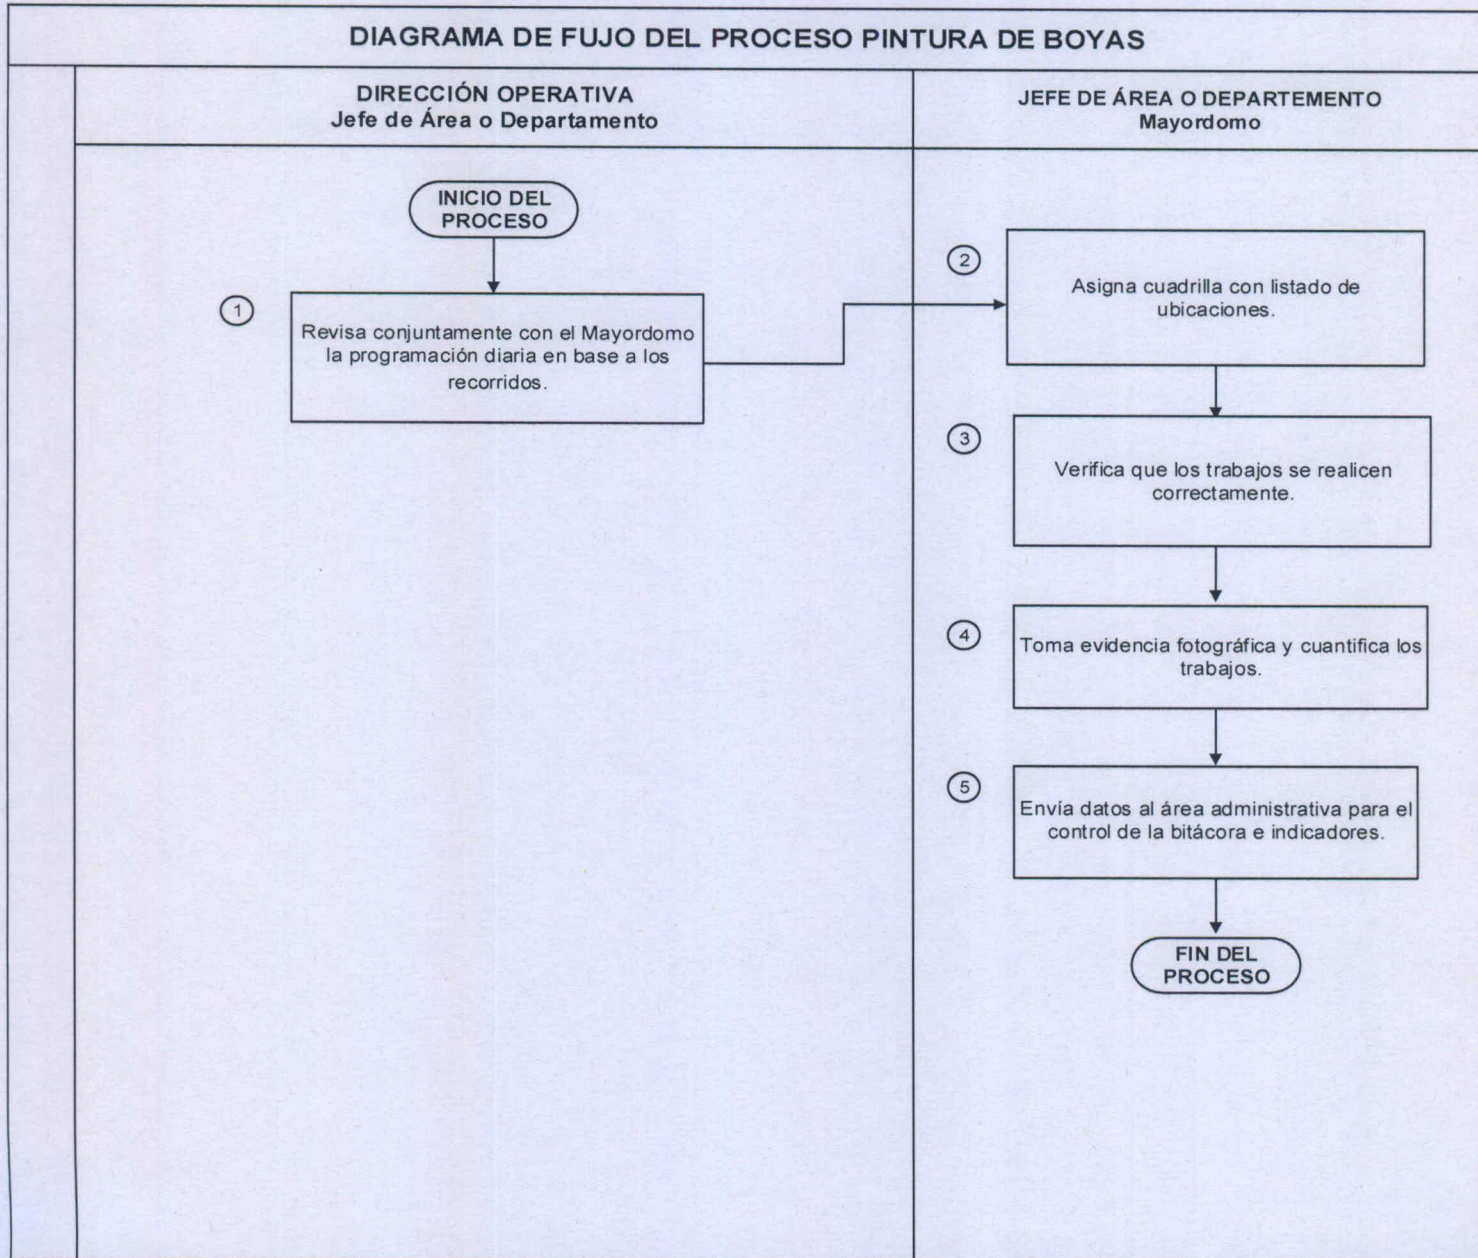 DIAGRAMA DE FUJO DEL PROCESO PINTURA DE BOYAS
DIRECCIÓN OPERATIVA
Jefe de Área o Departamento
JEFE DE ÁREA O DEPARTEMENTO
Mayordomo
INICIO DEL
PROCESO
1
Revisa conjuntamente con el Mayordomo
la programación diaria en base a los
recorridos.
2
Asigna cuadrilla con listado de
ubicaciones.
3
Verifica que los trabajos se realicen
correctamente.
4
Toma evidencia fotográfica y cuantifica los
trabajos.
5
Envía datos al área administrativa para el
control de la bitácora e indicadores.
FIN DEL
PROCESO